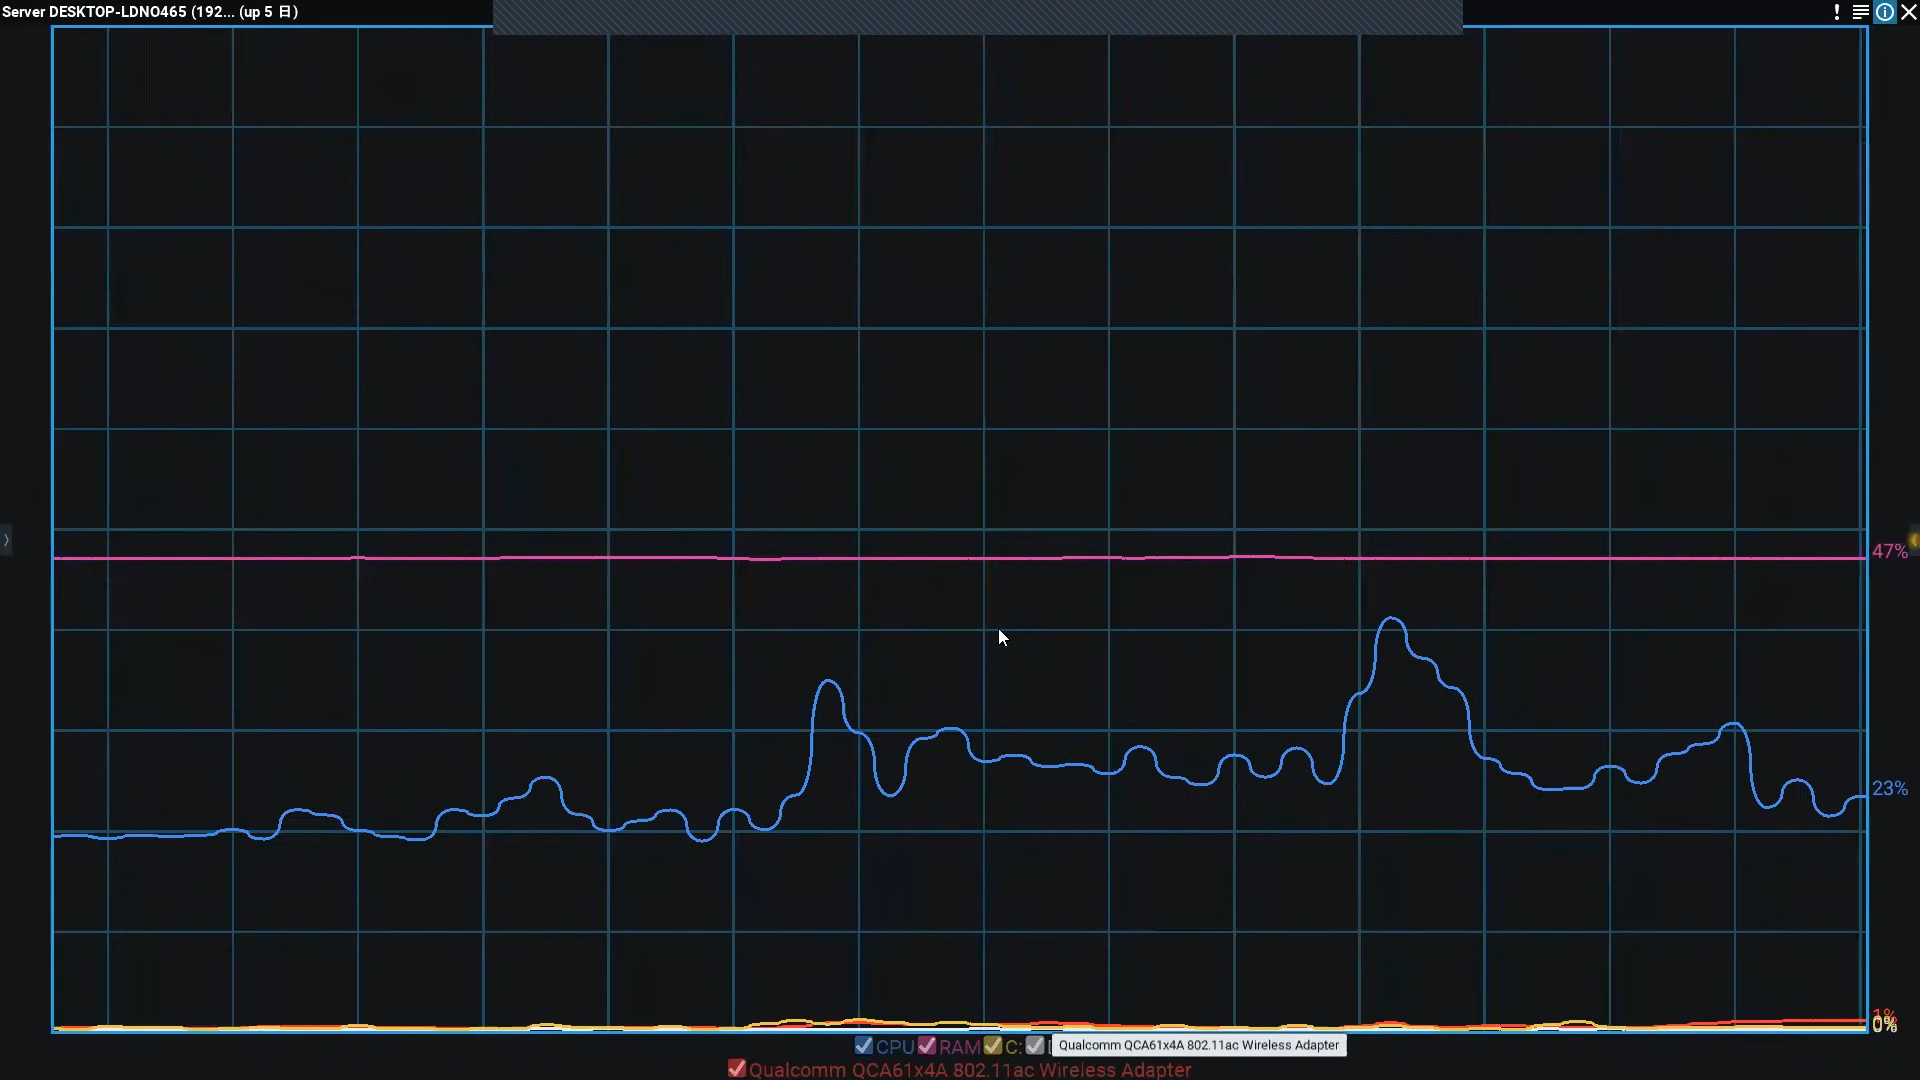 Server DESKTOP-LDNO465 (192... (up 5 日)
47%
23%
1%
0%
CPU RAM C:
Qualcomm QCA61x4A 802.11ac Wireless Adapter
Qualcomm QCA61x4A 802.11ac Wireless Adapter